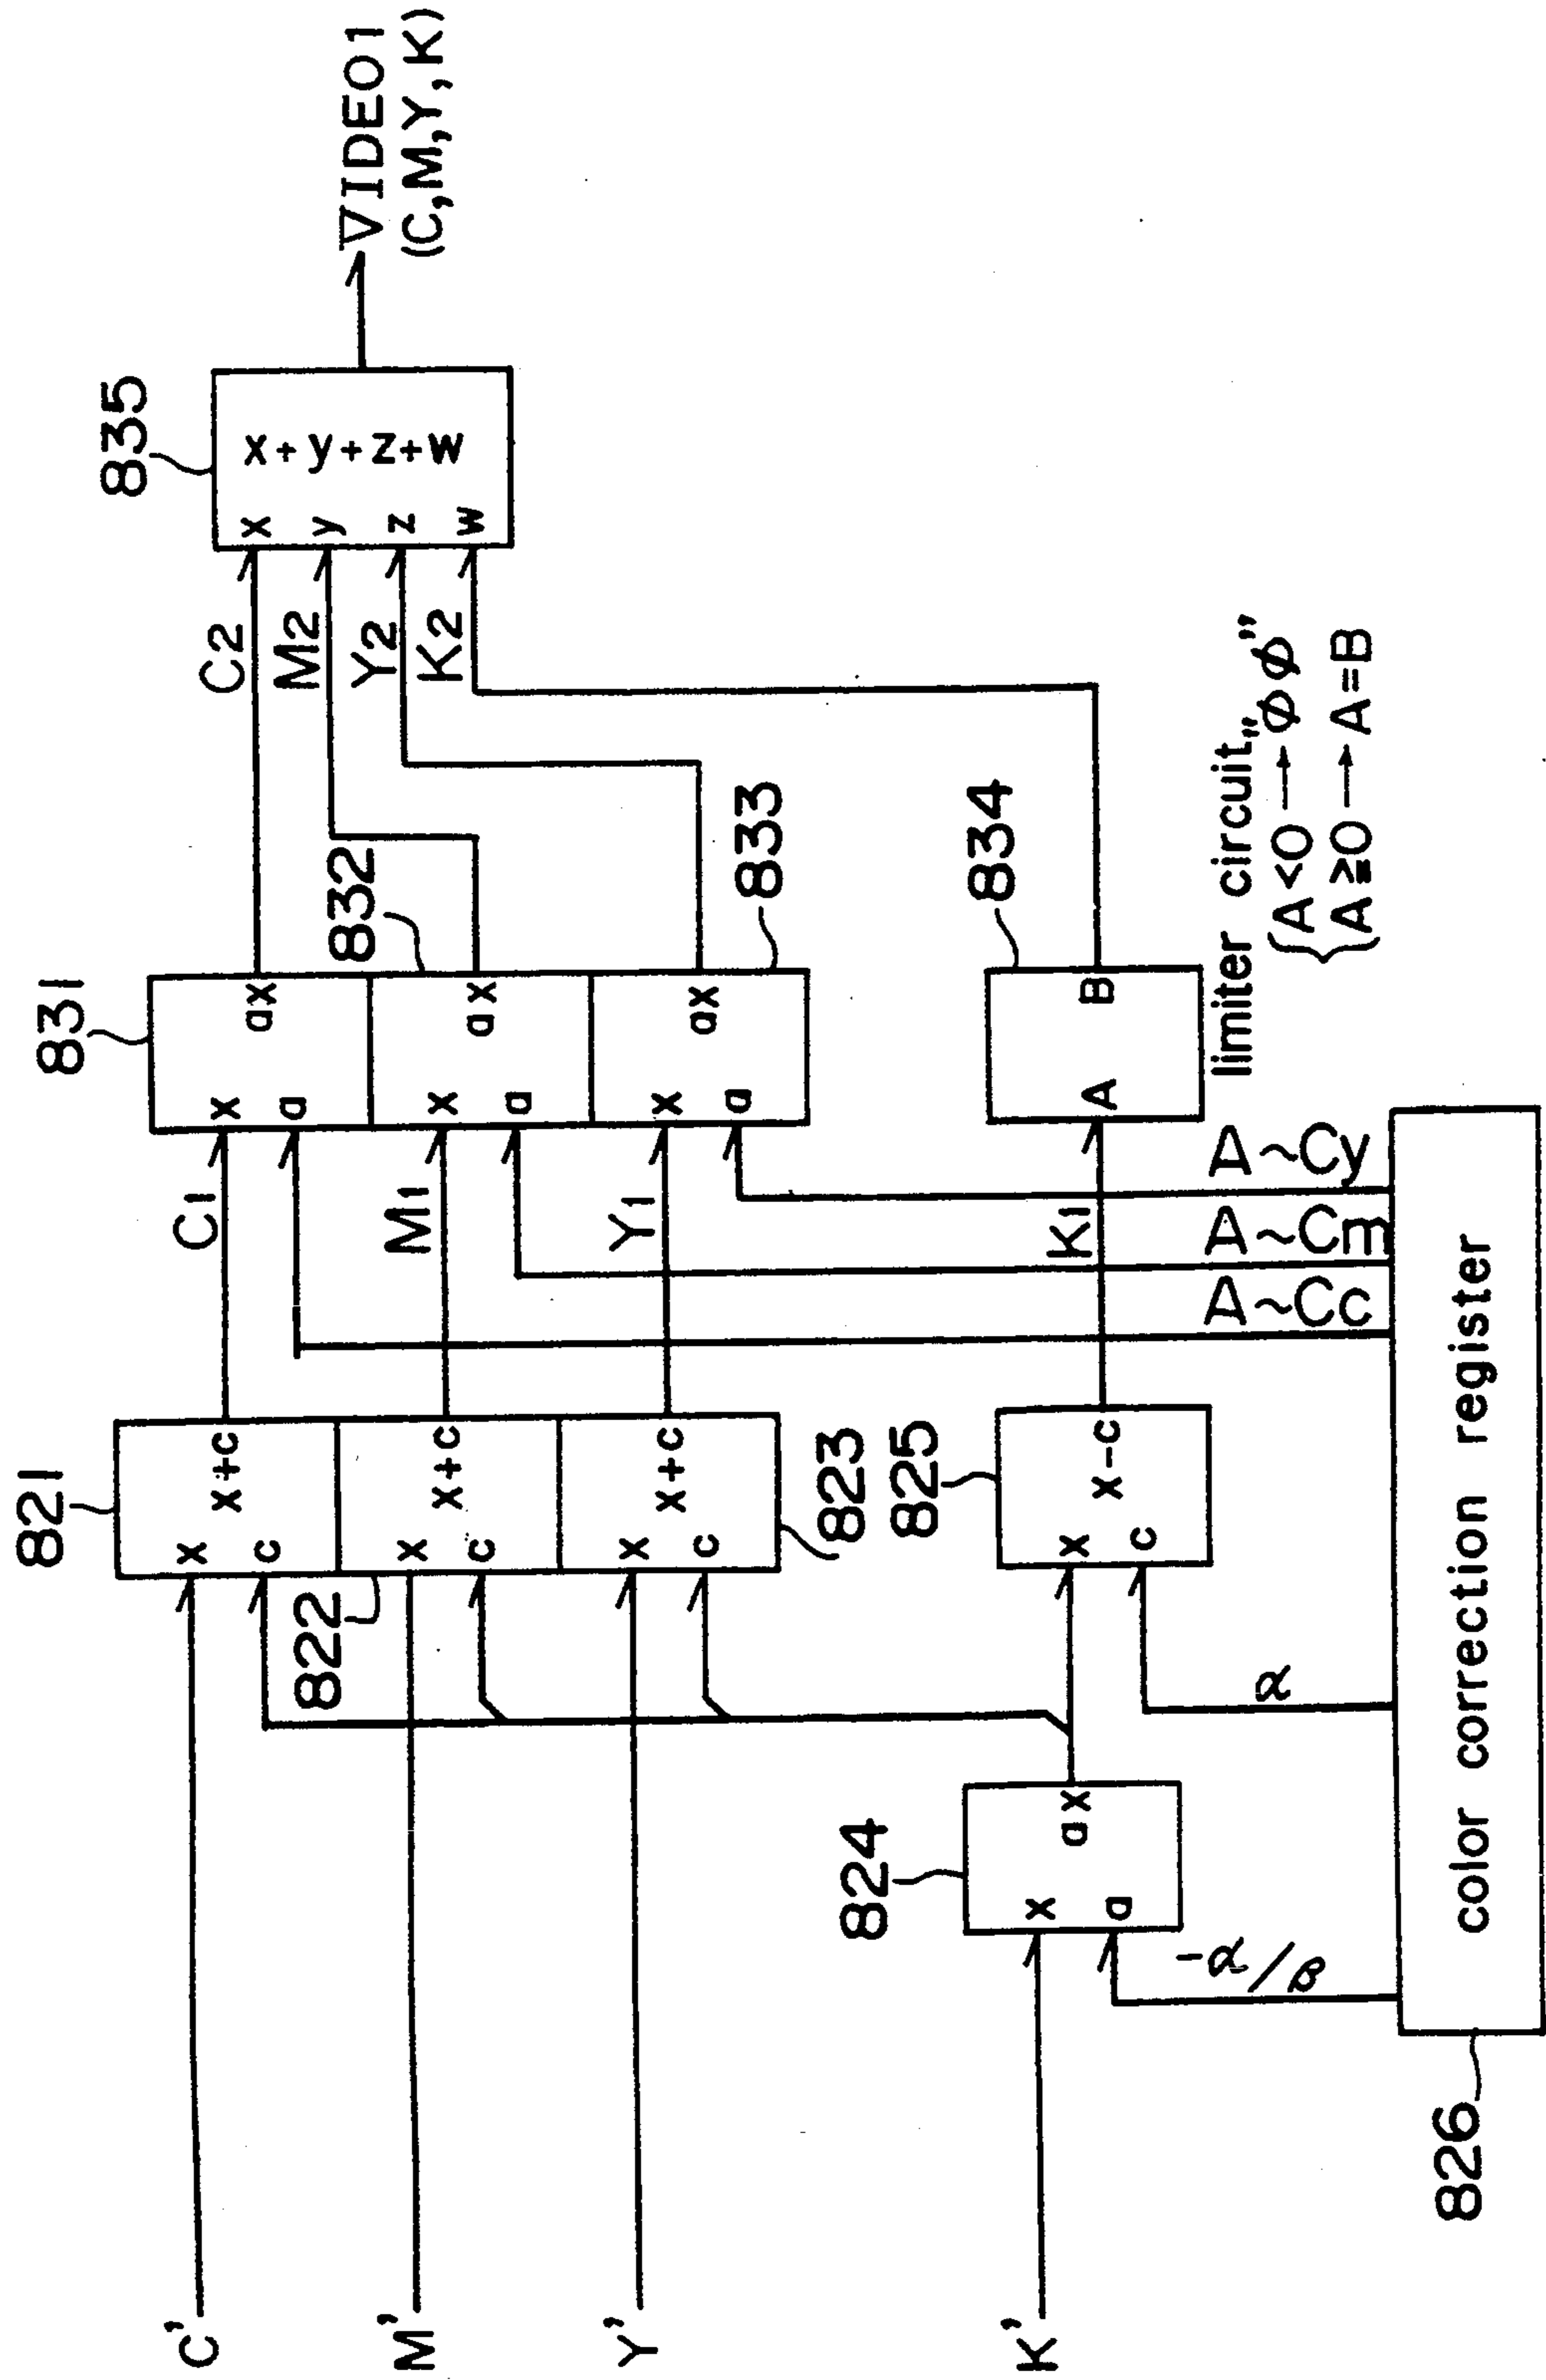 C'
M'
Y'
K'
821
822
823
824
825
826
831
832
833
834
835
x
c
x+c
x
c
x+c
x
c
x+c
x
a
ax
x
c
x-c
-α/β
α
C1
M1
Y1
K1
A~Cc
A~Cm
A~Cy
x
a
ax
x
a
ax
x
a
ax
A
B
limiter circuit
A<0→"φφ"
A≧0→A=B
C2
M2
Y2
K2
x
y
z
w
x+y+z+w
VIDEO1
(C,M,Y,K)
color correction register